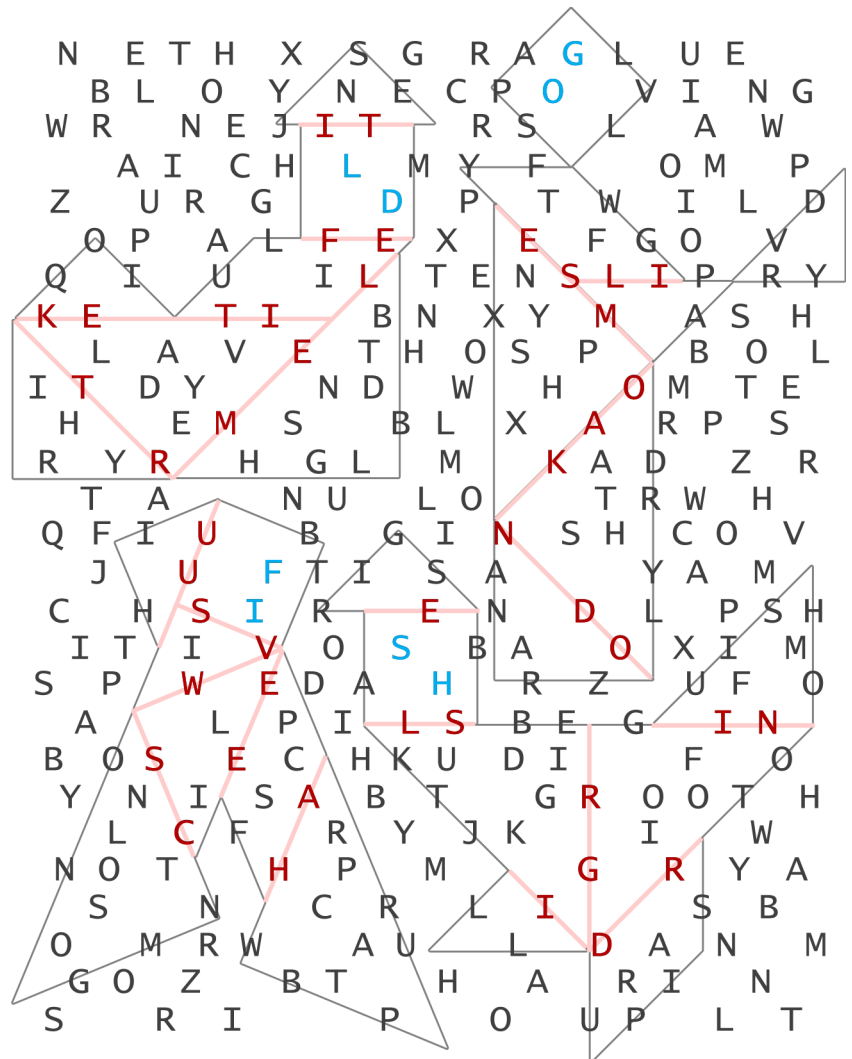 N E T H X S G R A G L U E
B L O Y N E C P O V I N G
W R N E J I T R S L A W
A I C H L M Y F O M P
Z U R G D P T W I L D
O P A L F E X E F G O V
Q I U I L T E N S L I P R Y
K E T I B N X Y M A S H
L A V E T H O S P B O L
I T D Y N D W H O M T E
H E M S B L X A R P S
R Y R H G L M K A D Z R
T A N U L O T R W H
Q F I U B G I N S H C O V
J U F T I S A Y A M
C H S I R E N D L P S H
I T I V O S B A O X I M
S P W E D A H R Z U F O
A L P I L S B E G I N
B O S E C H K U D I F O
Y N I S A B T G R O O T H
L C F R Y J K I W
N O T H P M G R Y A
S N C R L I S B
O M R W A U L D A N M
G O Z B T H A R I N
S R I P O U P L T